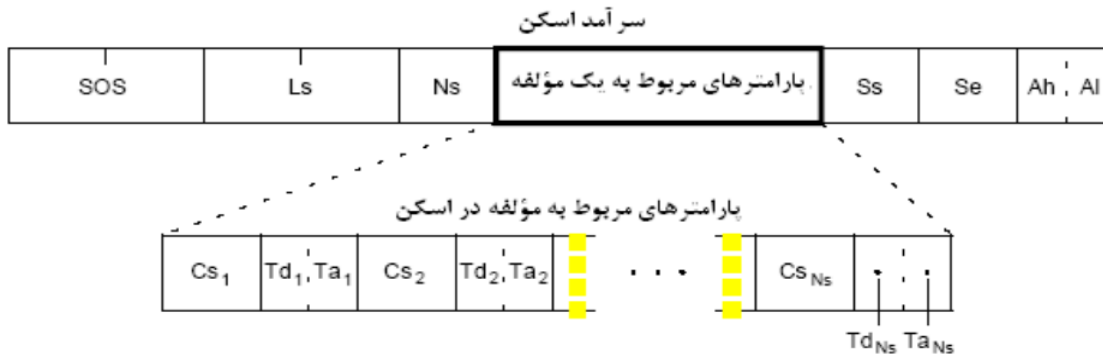 سر آمد اسکن
SOS Ls Ns پارامترهای مربوط به یک مؤلفه Ss Se Ah Al
پارامترهای مربوط به مؤلفه در اسکن
Cs1 Td1 Ta1 Cs2 Td2 Ta2 . . . CsNs
TdNs TaNs